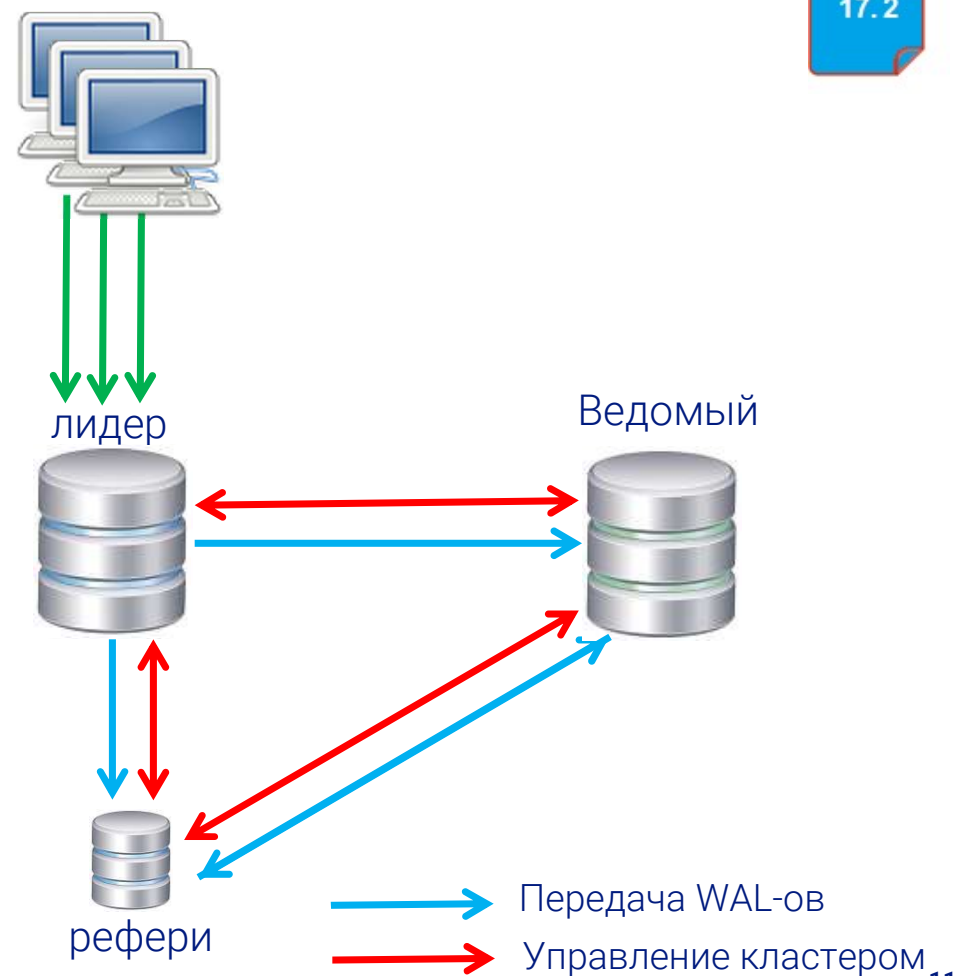 17.2
лидер
Ведомый
рефери
Передача WAL-ов
Управление кластером